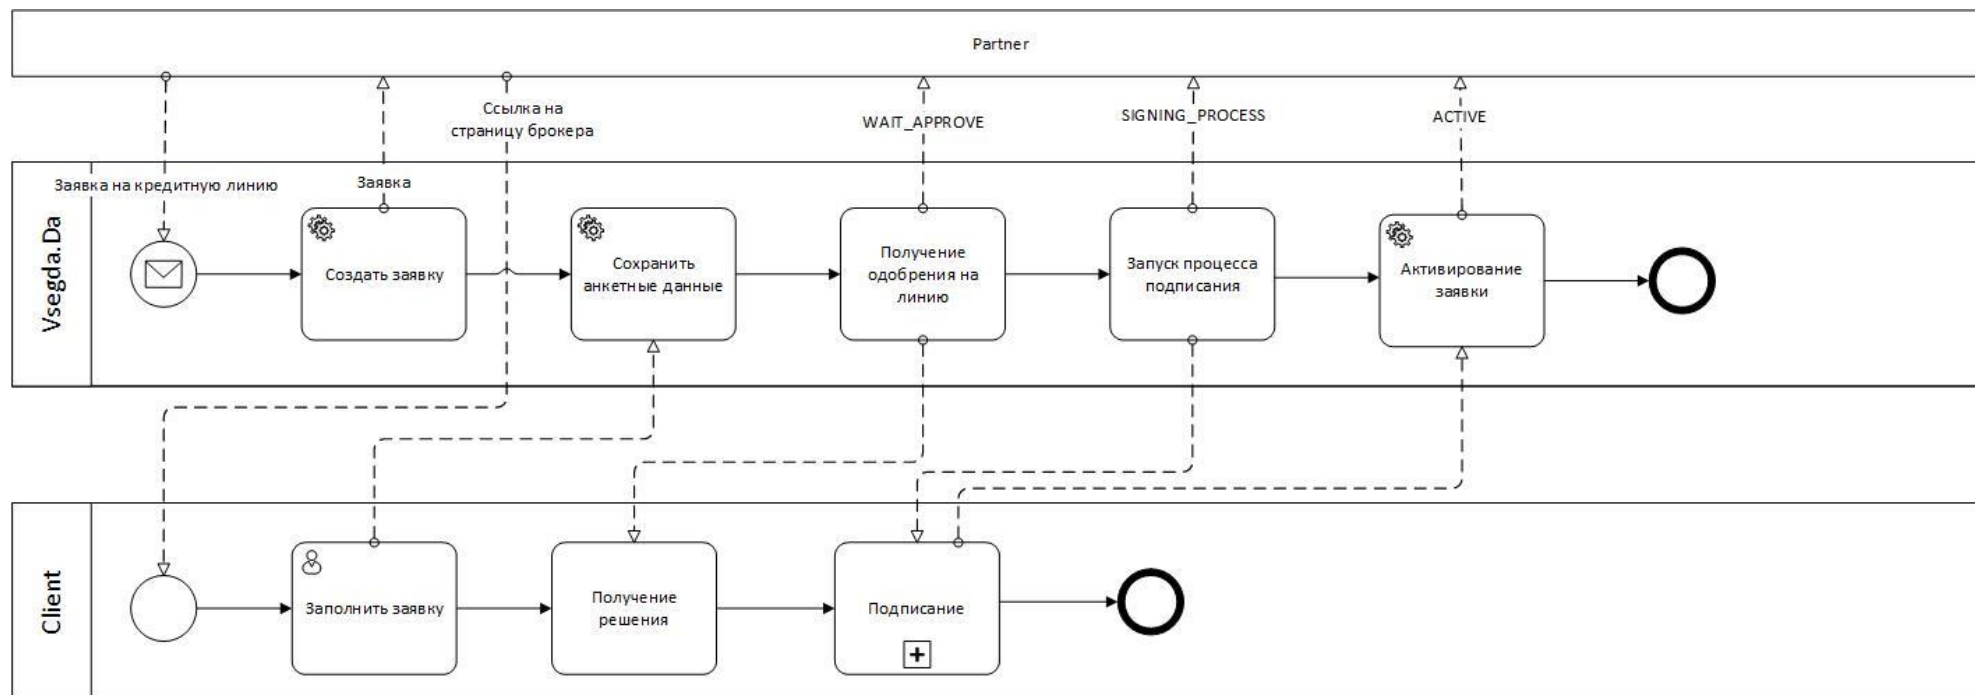 Partner
Ссылка на
страницу брокера
WAIT_APPROVE
SIGNING_PROCESS
ACTIVE
Vsegda.Da
Заявка на кредитную линию
Заявка
Создать заявку
Сохранить
анкетные данные
Получение
одобрения на
линию
Запуск процесса
подписания
Активирование
заявки
Client
Заполнить заявку
Получение
решения
Подписание